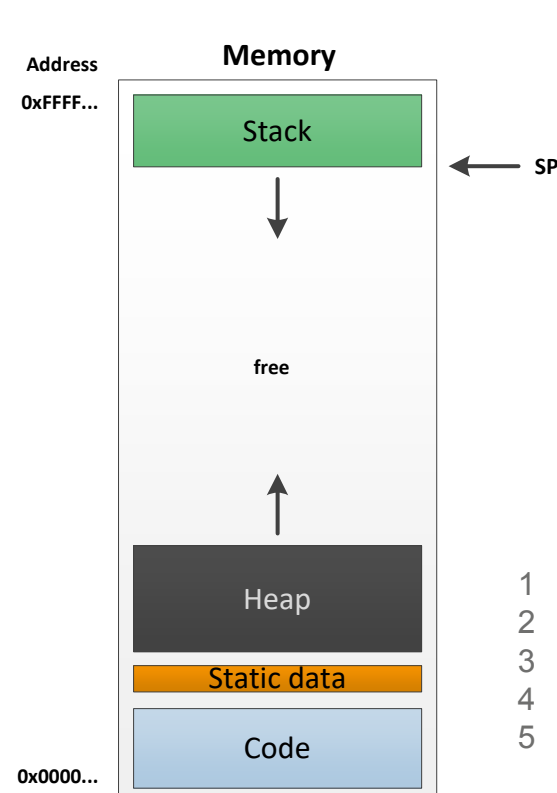 Memory
Address
0xFFFF...
Stack
SP
free
Heap
1
2
3
Static data
4
5
Code
0x0000...